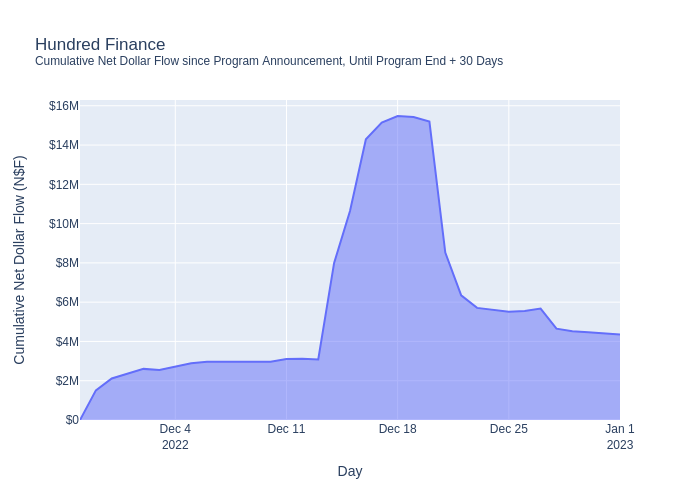 Hundred Finance
Cumulative Net Dollar Flow since Program Announcement, Until Program End + 30 Days
Cumulative Net Dollar Flow (N$F)
$16M
$14M
$12M
$10M
$8M
$6M
$4M
$2M
$0
Dec 4
2022
Dec 11
Dec 18
Dec 25
Jan 1
2023
Day